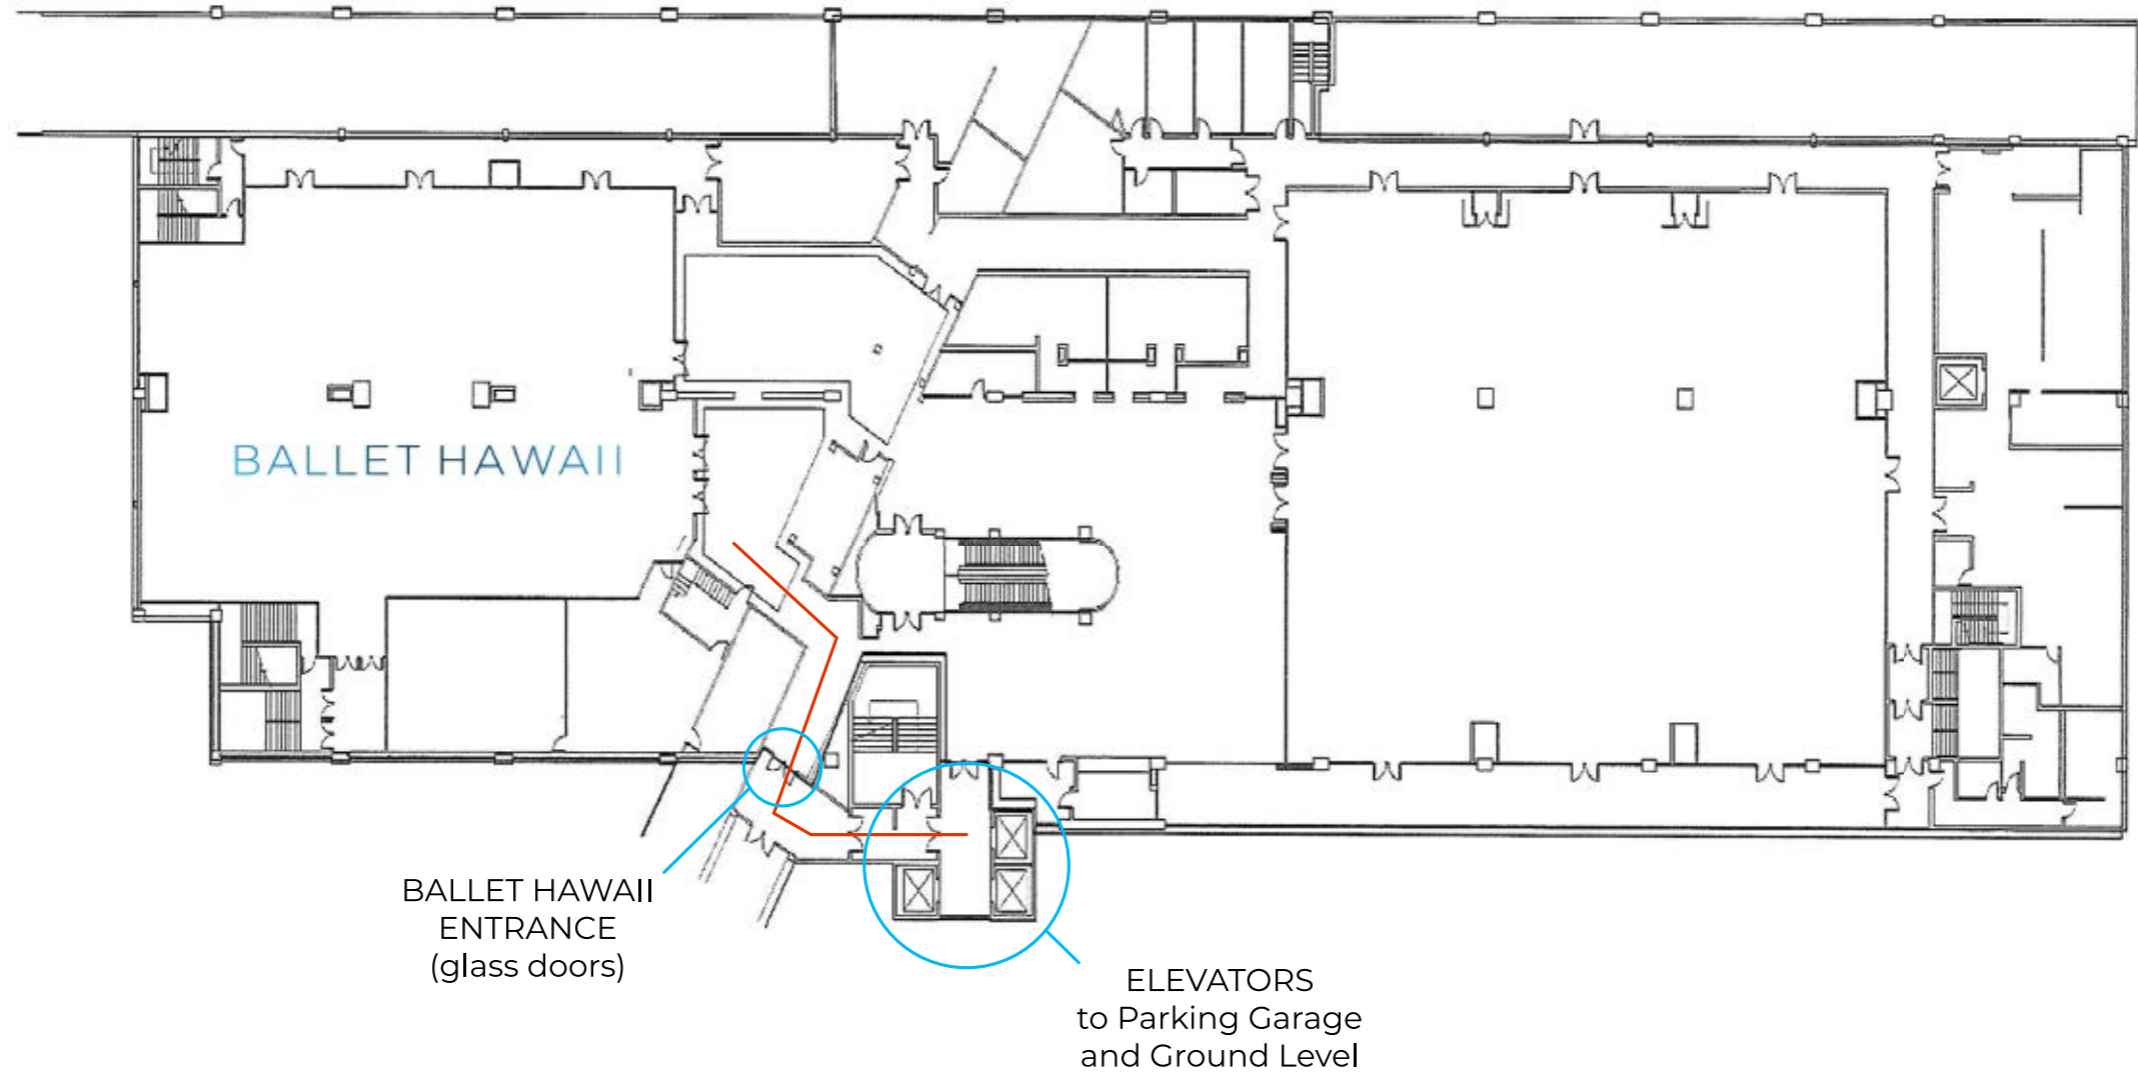 BALLET HAWAII
BALLET HAWAII
ENTRANCE
(glass doors)
ELEVATORS
to Parking Garage
and Ground Level